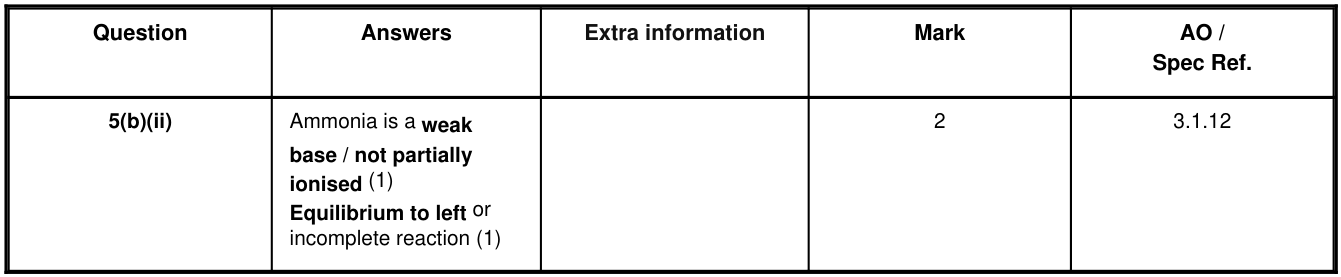 Question Answers Extra information Mark AO /
Spec Ref.
5(b)(ii) Ammonia is a weak 2 3.1.12
base / not partially
ionised (1)
Equilibrium to left or
incomplete reaction (1)